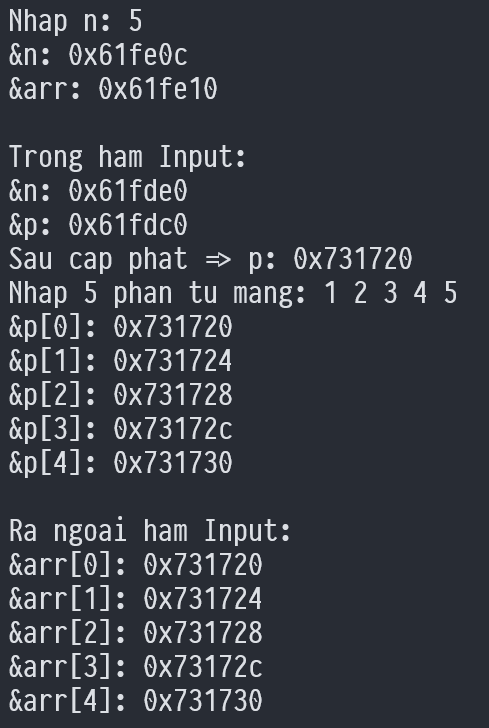 Nhap n: 5
&n: 0x61fe0c
&arr: 0x61fe10
Trong ham Input:
&n: 0x61fde0
&p: 0x61fdc0
Sau cap phat => p: 0x731720
Nhap 5 phan tu mang: 1 2 3 4 5
&p[0]: 0x731720
&p[1]: 0x731724
&p[2]: 0x731728
&p[3]: 0x73172c
&p[4]: 0x731730
Ra ngoai ham Input:
&arr[0]: 0x731720
&arr[1]: 0x731724
&arr[2]: 0x731728
&arr[3]: 0x73172c
&arr[4]: 0x731730